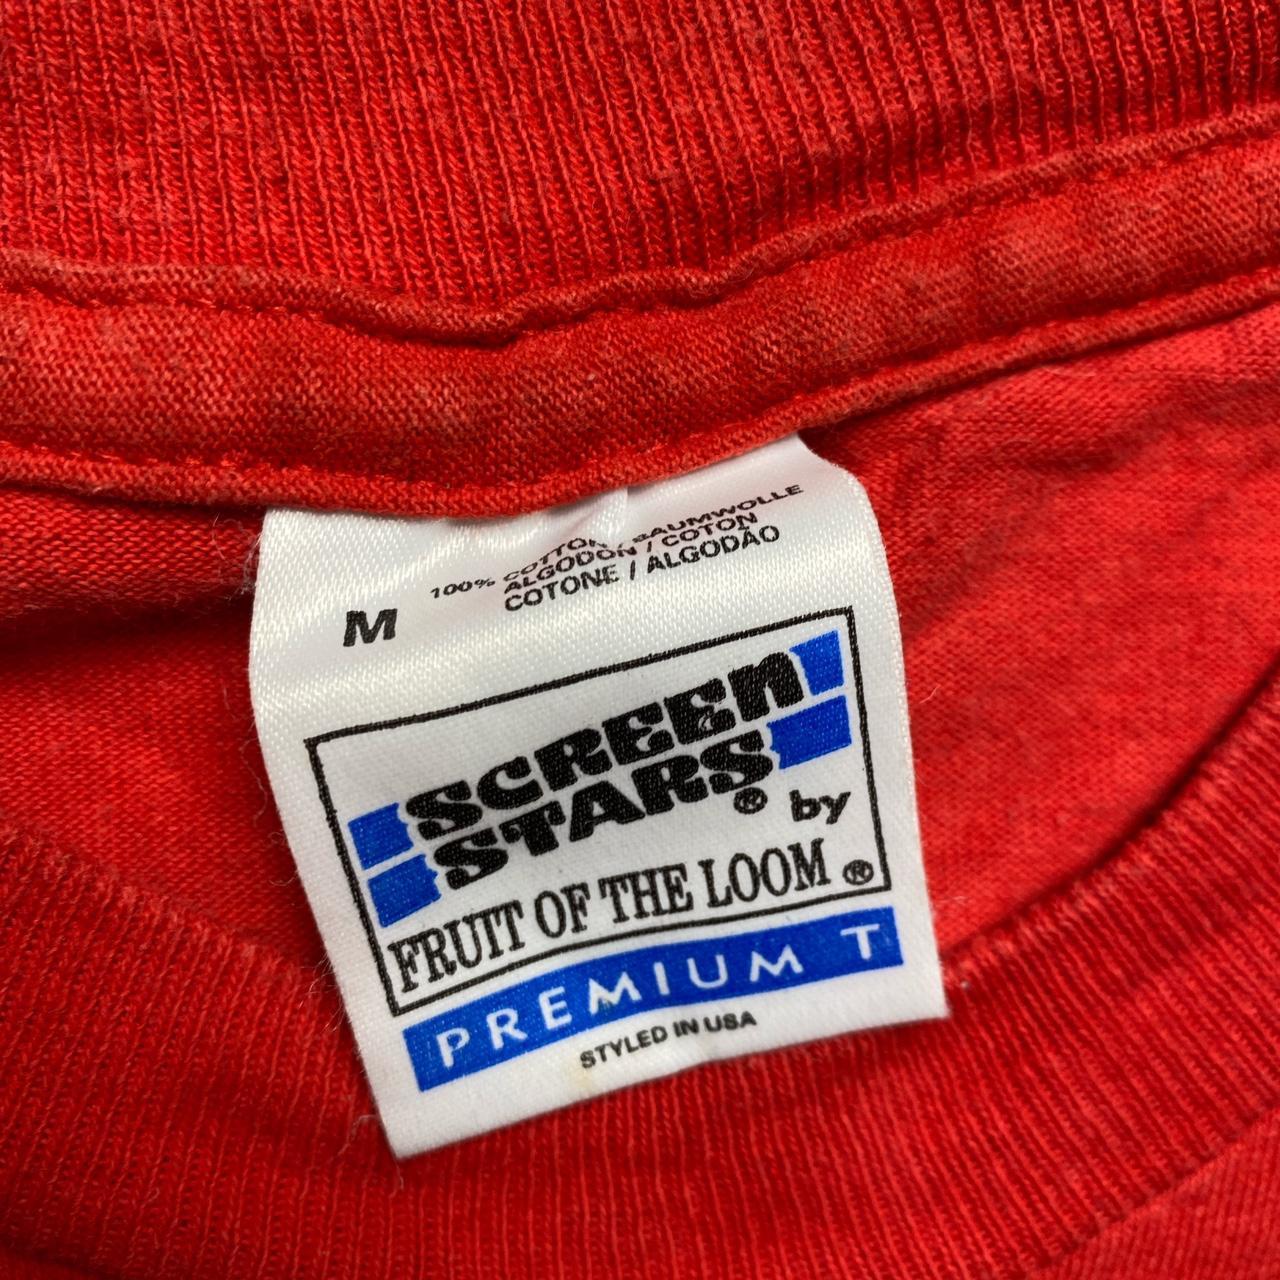 100% COTTON / BAUMWOLLE
ALGODON / COTON
COTONE / ALGODÃO
M
SCREEN
STARS® by
FRUIT OF THE LOOM®
PREMIUM T
STYLED IN USA